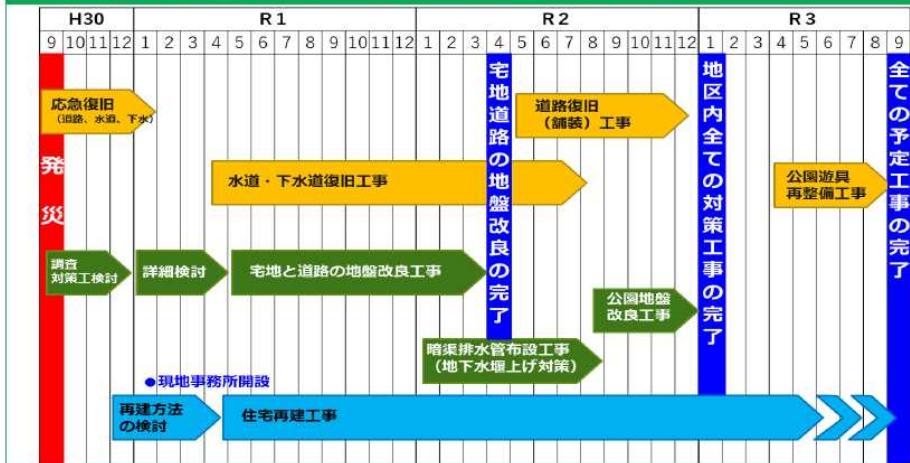 H30 R1 R2 R3
9 10 11 12 1 2 3 4 5 6 7 8 9 10 11 12 1 2 3 4 5 6 7 8 9 10 11 12 1 2 3 4 5 6 7 8 9
応急復旧
（道路、水道、下水）
発災
水道・下水道復旧工事
宅地道路の地盤改良の完了
道路復旧
（舗装）工事
地区内全ての対策工事の完了
公園遊具
再整備工事
全ての予定工事の完了
調査
対策工検討
詳細検討
宅地と道路の地盤改良工事
公園地盤
改良工事
暗渠排水管布設工事
（地下水堰上げ対策）
●現地事務所開設
再建方法
の検討
住宅再建工事